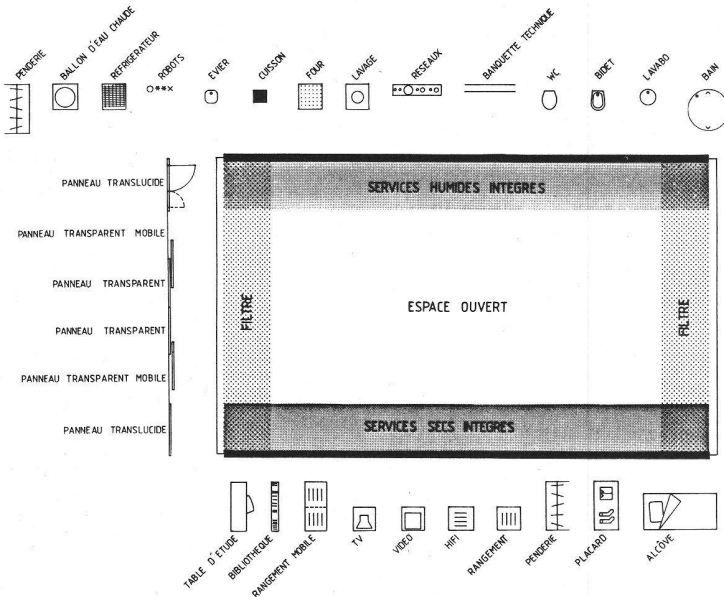 PENDERIE
BALLON D'EAU CHAUDE
REFRIGERATEUR
ROBOTS
EVIER
CUISSON
FOUR
LAVAGE
RESEAUX
BANQUETTE TECHNIQUE
WC
BIDET
LAVABO
BAIN
PANNEAU TRANSLUCIDE
PANNEAU TRANSPARENT MOBILE
PANNEAU TRANSPARENT
PANNEAU TRANSPARENT
PANNEAU TRANSPARENT MOBILE
PANNEAU TRANSLUCIDE
SERVICES HUMIDES INTEGRES
FILTRE
ESPACE OUVERT
FILTRE
SERVICES SECS INTEGRES
TABLE D'ETUDE
BIBLIOTHEQUE
RANGEMENT MOBILE
TV
VIDEO
HIFI
RANGEMENT
PENDERIE
PLACARD
ALCÔVE